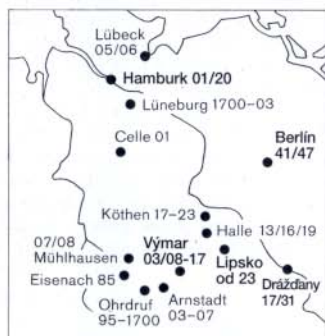 Lübeck
05/06
Hamburk 01/20
Lüneburg 1700–03
Celle 01
Berlín
41/47
Köthen 17–23
Halle 13/16/19
07/08
Mühlhausen
Výmar
03/08-17
Lipsko
od 23
Eisenach 85
Drážďany
17/31
Ohrdruf
95-1700
Arnstadt
03-07